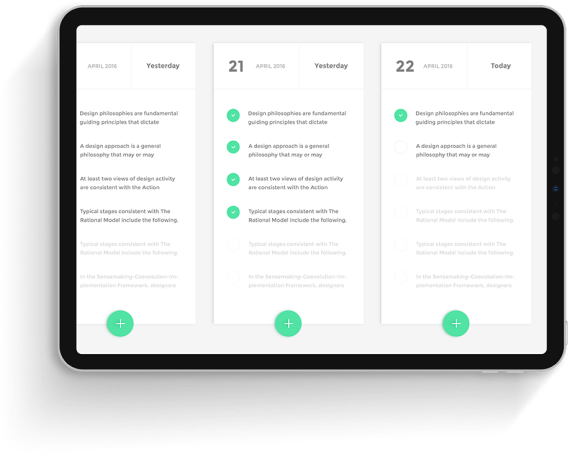 APRIL 2018
Yesterday
Design philosophies are fundamental
guiding principles that dictate
A design approach is a general
philosophy that may or may
At least two views of design activity
are consistent with the Action
Typical stages consistent with The
Rational Model include the following.
Typical stages consistent with The
Rational Model include the following.
In the Sensemaking-Coevolution-Im-
plementation Framework, designers
21
APRIL 2018
Yesterday
Design philosophies are fundamental
guiding principles that dictate
A design approach is a general
philosophy that may or may
At least two views of design activity
are consistent with the Action
Typical stages consistent with The
Rational Model include the following.
Typical stages consistent with The
Rational Model include the following.
In the Sensemaking-Coevolution-Im-
plementation Framework, designers
22
APRIL 2018
Today
Design philosophies are fundamental
guiding principles that dictate
A design approach is a general
philosophy that may or may
At least two views of design activity
are consistent with the Action
Typical stages consistent with The
Rational Model include the following.
Typical stages consistent with The
Rational Model include the following.
In the Sensemaking-Coevolution-Im-
plementation Framework, designers